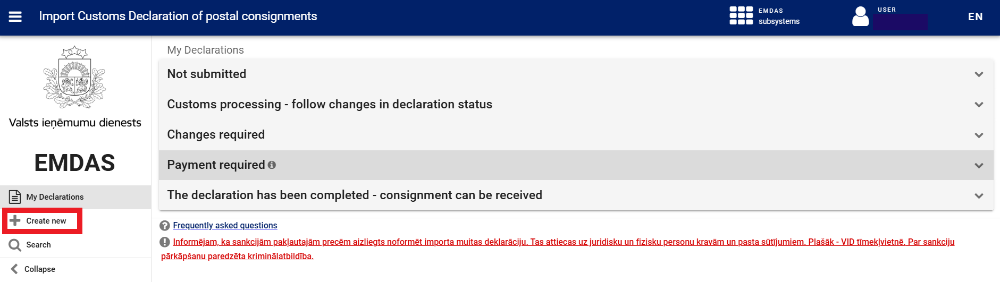 Import Customs Declaration of postal consignments
EMDAS
subsystems
USER
EN
Valsts ieņēmumu dienests
EMDAS
My Declarations
Create new
Search
Collapse
My Declarations
Not submitted
Customs processing - follow changes in declaration status
Changes required
Payment required
The declaration has been completed - consignment can be received
Frequently asked questions
Informējam, ka sankcijām pakļautajām precēm aizliegts noformēt importa muitas deklarāciju. Tas attiecas uz juridisku un fizisku personu kravām un pasta sūtījumiem. Plašāk - VID tīmekļvietnē. Par sankciju
pārkāpšanu paredzēta kriminālatbildība.